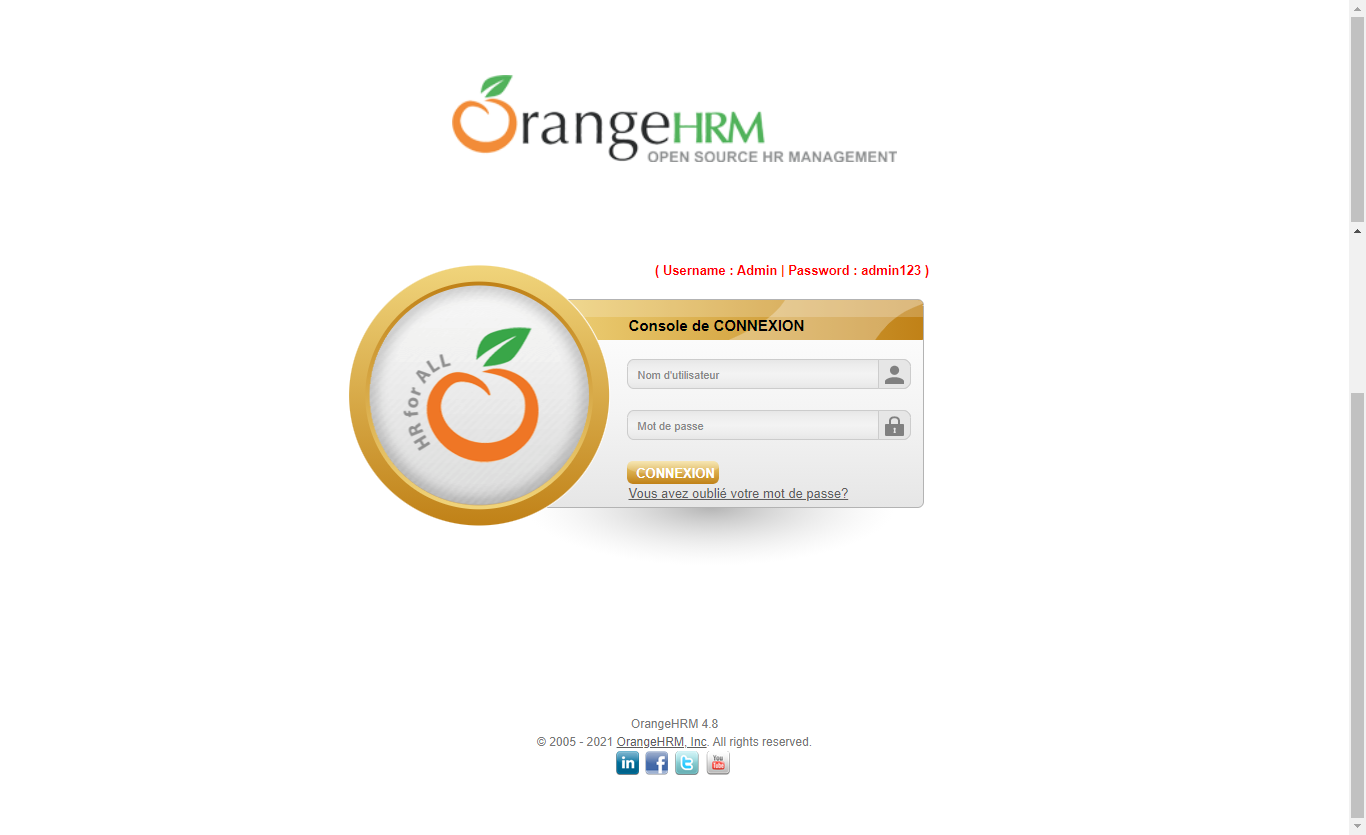 OrangeHRM
OPEN SOURCE HR MANAGEMENT
( Username : Admin | Password : admin123 )
HR for ALL
Console de CONNEXION
Nom d'utilisateur
Mot de passe
CONNEXION
Vous avez oublié votre mot de passe?
OrangeHRM 4.8
© 2005 - 2021 OrangeHRM, Inc. All rights reserved.
in f t You Tube